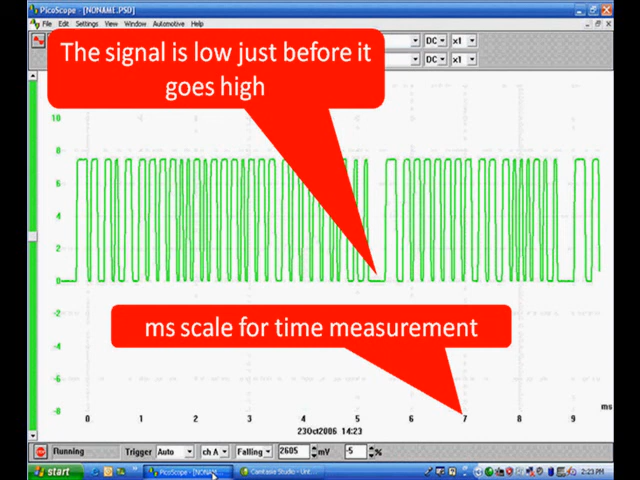 PicoScope - [NONAME.PSD]
File Edit Settings View Window Automotive Help
DC x1
DC x1
The signal is low just before it
goes high
10
8
6
4
2
0
-2
-4
-6
-8
ms scale for time measurement
0 1 2 3 4 5 6 7 8 9
ms
23Oct2006 14:23
Running Trigger Auto ch A Falling 2605 mV -5 %
start PicoScope - [NONAM... Camtasia Studio - Unt... 2:23 PM